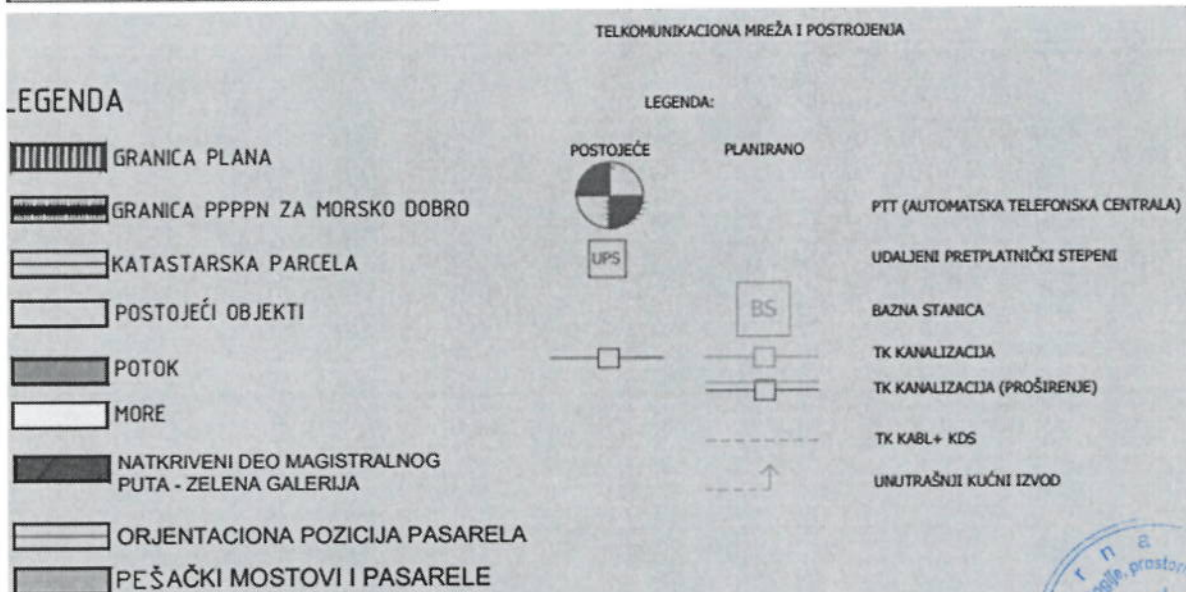 TELKOMUNIKACIONA MREŽA I POSTROJENJA
LEGENDA
GRANICA PLANA
GRANICA PPPPN ZA MORSKO DOBRO
KATASTARSKA PARCELA
POSTOJEĆI OBJEKTI
POTOK
MORE
NATKRIVENI DEO MAGISTRALNOG
PUTA - ZELENA GALERIJA
ORJENTACIONA POZICIJA PASARELA
PEŠAČKI MOSTOVI I PASARELE
LEGENDA:
POSTOJEĆE PLANIRANO
PTT (AUTOMATSKA TELEFONSKA CENTRALA)
UPS UDALJENI PRETPLATNIČKI STEPENI
BS BAZNA STANICA
TK KANALIZACIJA
TK KANALIZACIJA (PROŠIRENJE)
TK KABL+ KDS
UNUTRAŠNJI KUĆNI IZVOD